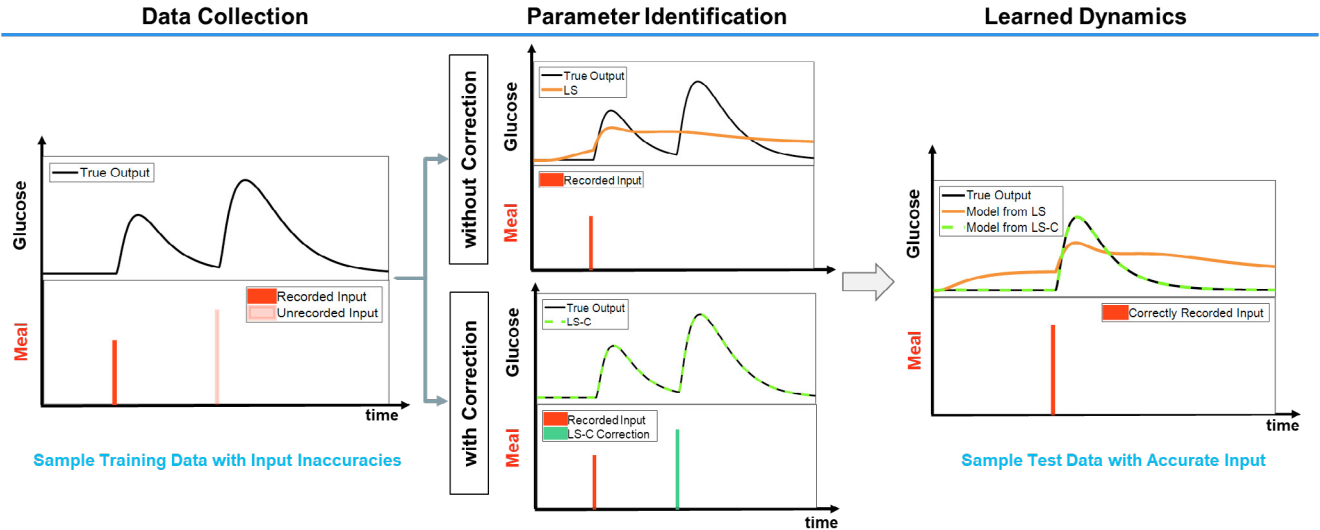 Data Collection
Parameter Identification
Learned Dynamics
True Output
Glucose
Recorded Input
Unrecorded Input
Meal
time
Sample Training Data with Input Inaccuracies
without Correction
True Output
LS
Glucose
Recorded Input
Meal
with Correction
True Output
LS-C
Glucose
Recorded Input
LS-C Correction
Meal
time
True Output
Model from LS
Model from LS-C
Glucose
Correctly Recorded Input
Meal
time
Sample Test Data with Accurate Input